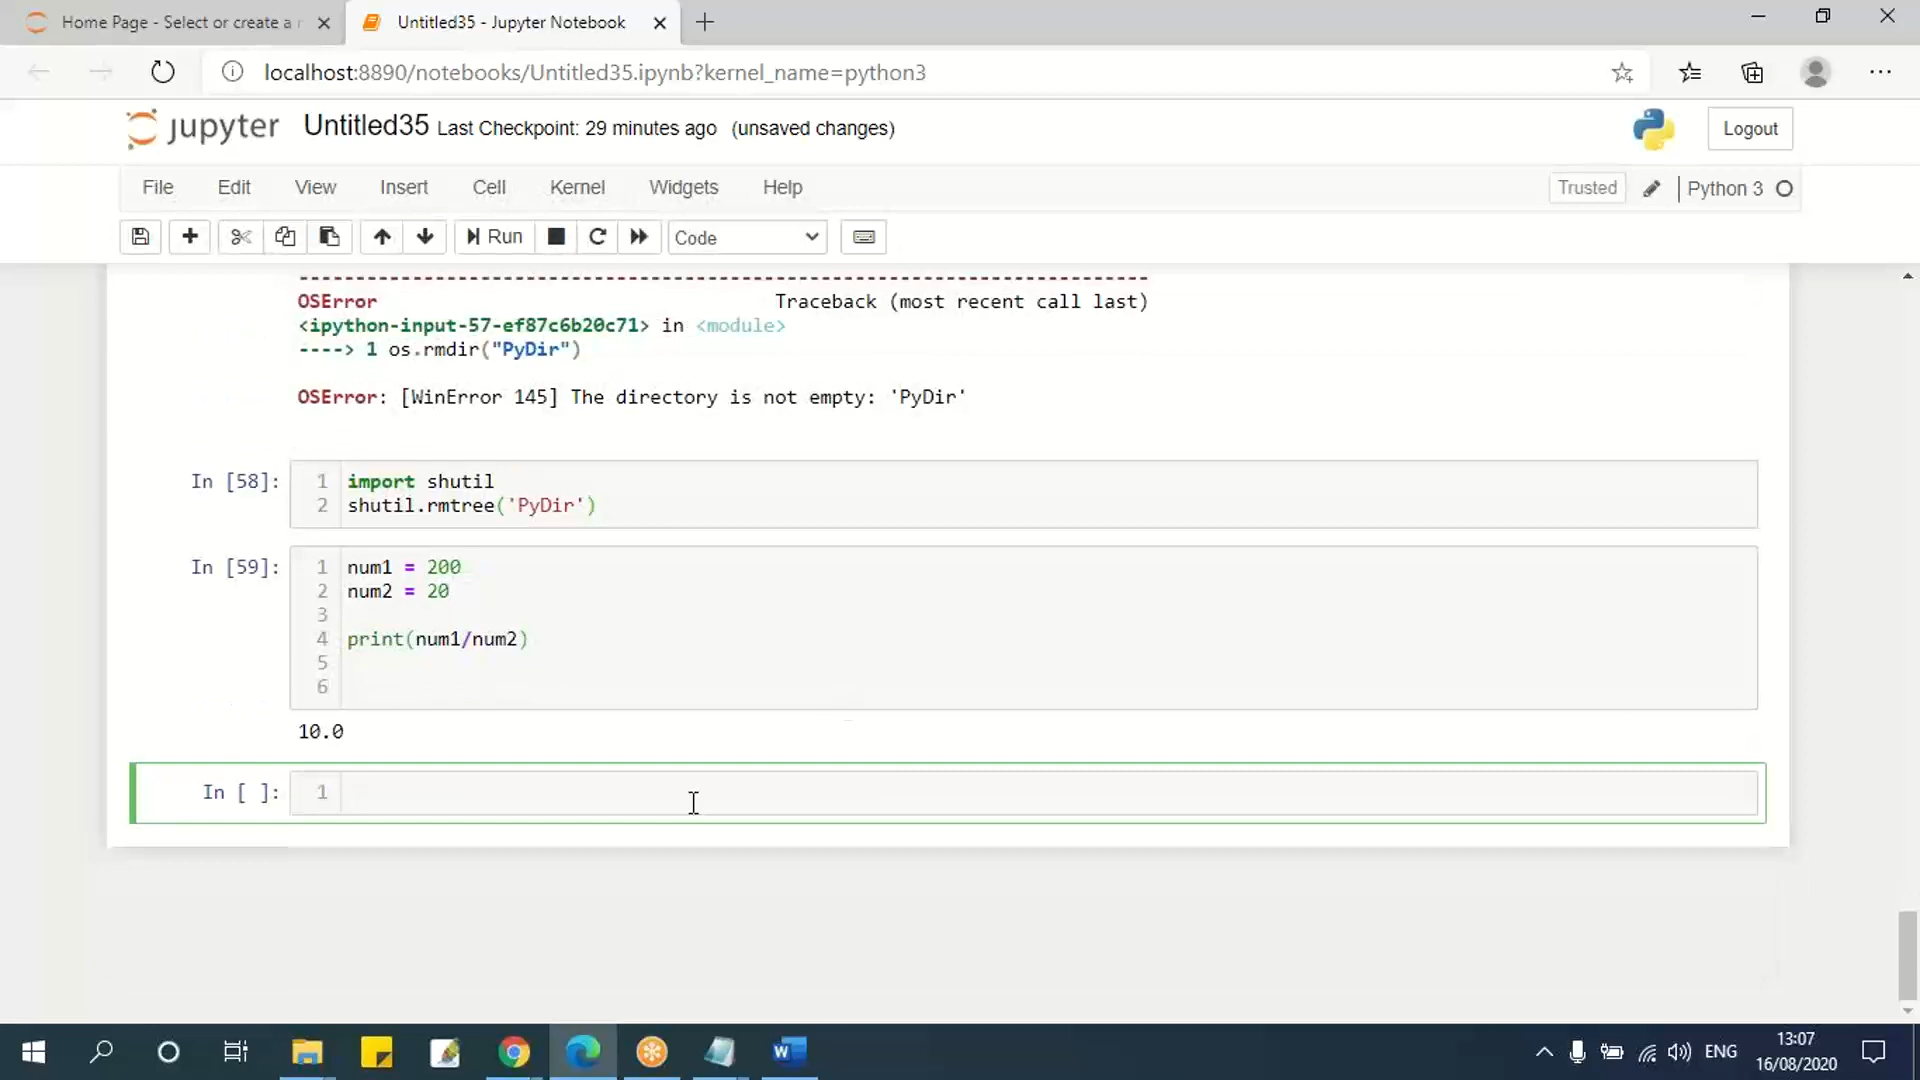 Home Page - Select or create a n
Untitled35 - Jupyter Notebook
localhost:8890/notebooks/Untitled35.ipynb?kernel_name=python3
jupyter Untitled35 Last Checkpoint: 29 minutes ago (unsaved changes) Logout
File Edit View Insert Cell Kernel Widgets Help Trusted Python 3
Run Code
---------------------------------------------------------------------------
OSError Traceback (most recent call last)
<ipython-input-57-ef87c6b20c71> in <module>
----> 1 os.rmdir("PyDir")
OSError: [WinError 145] The directory is not empty: 'PyDir'
In [58]: 1 import shutil
2 shutil.rmtree('PyDir')
In [59]: 1 num1 = 200
2 num2 = 20
3
4 print(num1/num2)
5
6
10.0
In [ ]: 1
ENG 13:07
16/08/2020